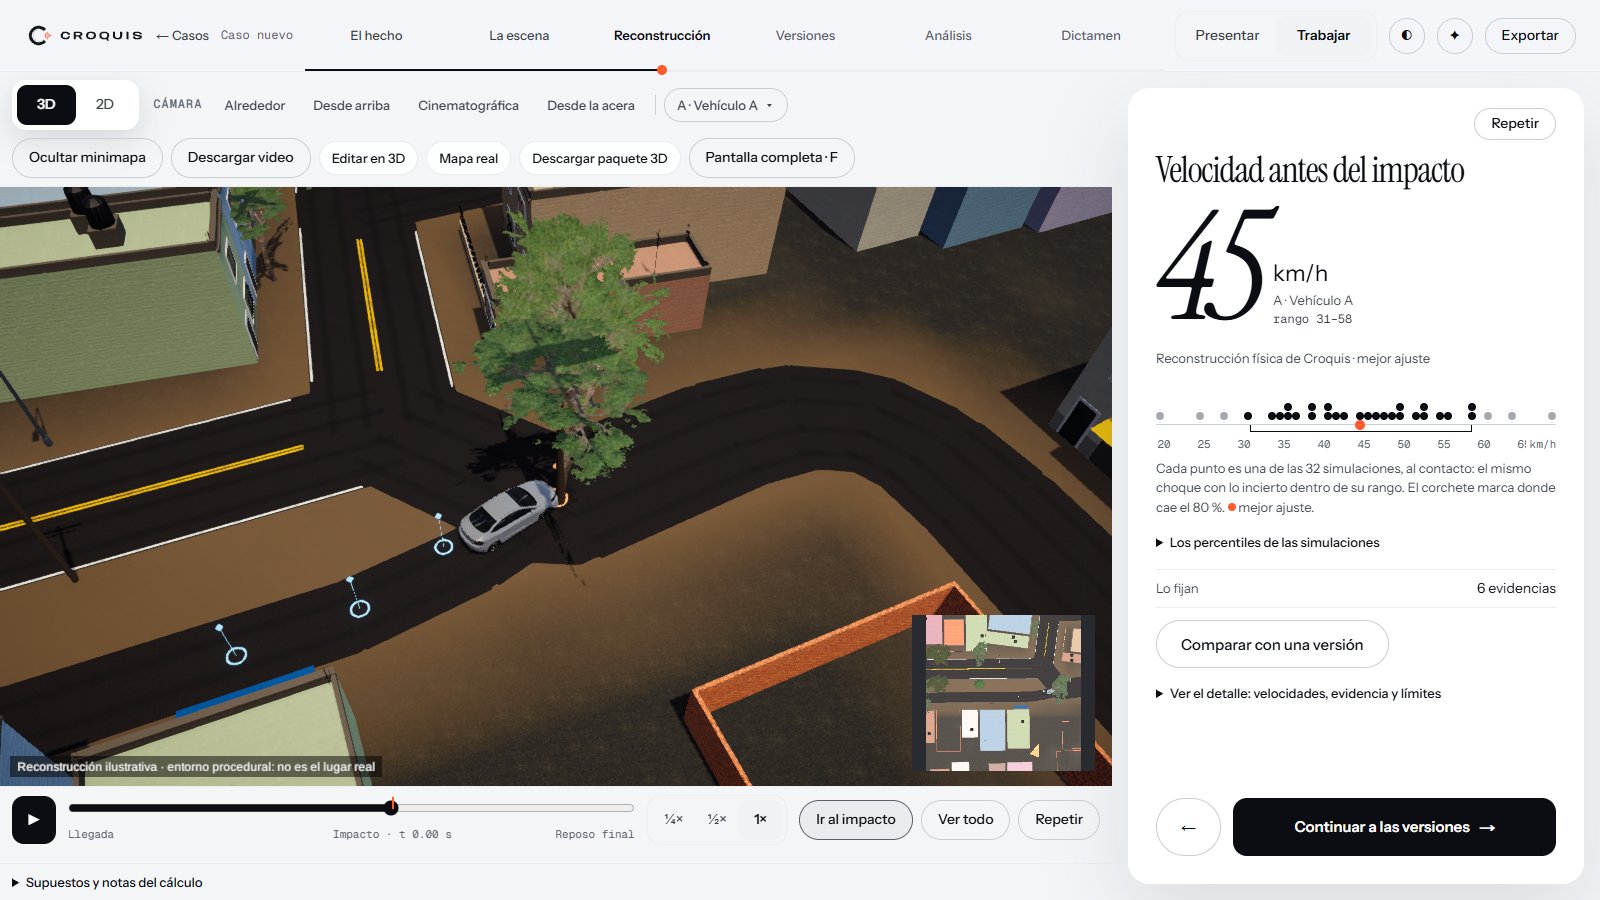 CROQUIS ← Casos Caso nuevo El hecho La escena Reconstrucción Versiones Análisis Dictamen Presentar Trabajar Exportar
3D 2D CÁMARA Alrededor Desde arriba Cinematográfica Desde la acera A · Vehículo A
Ocultar minimapa Descargar video Editar en 3D Mapa real Descargar paquete 3D Pantalla completa · F
Reconstrucción ilustrativa · entorno procedural: no es el lugar real
¼× ½× 1× Ir al impacto Ver todo Repetir
Llegada Impacto · t 0.00 s Reposo final
Supuestos y notas del cálculo
Repetir
Velocidad antes del impacto
45 km/h
A · Vehículo A
rango 31–58
Reconstrucción física de Croquis · mejor ajuste
20 25 30 35 40 45 50 55 60 km/h
Cada punto es una de las 32 simulaciones, al contacto: el mismo
choque con lo incierto dentro de su rango. El corchete marca donde
cae el 80 %. mejor ajuste.
Los percentiles de las simulaciones
Lo fijan 6 evidencias
Comparar con una versión
Ver el detalle: velocidades, evidencia y límites
← Continuar a las versiones →